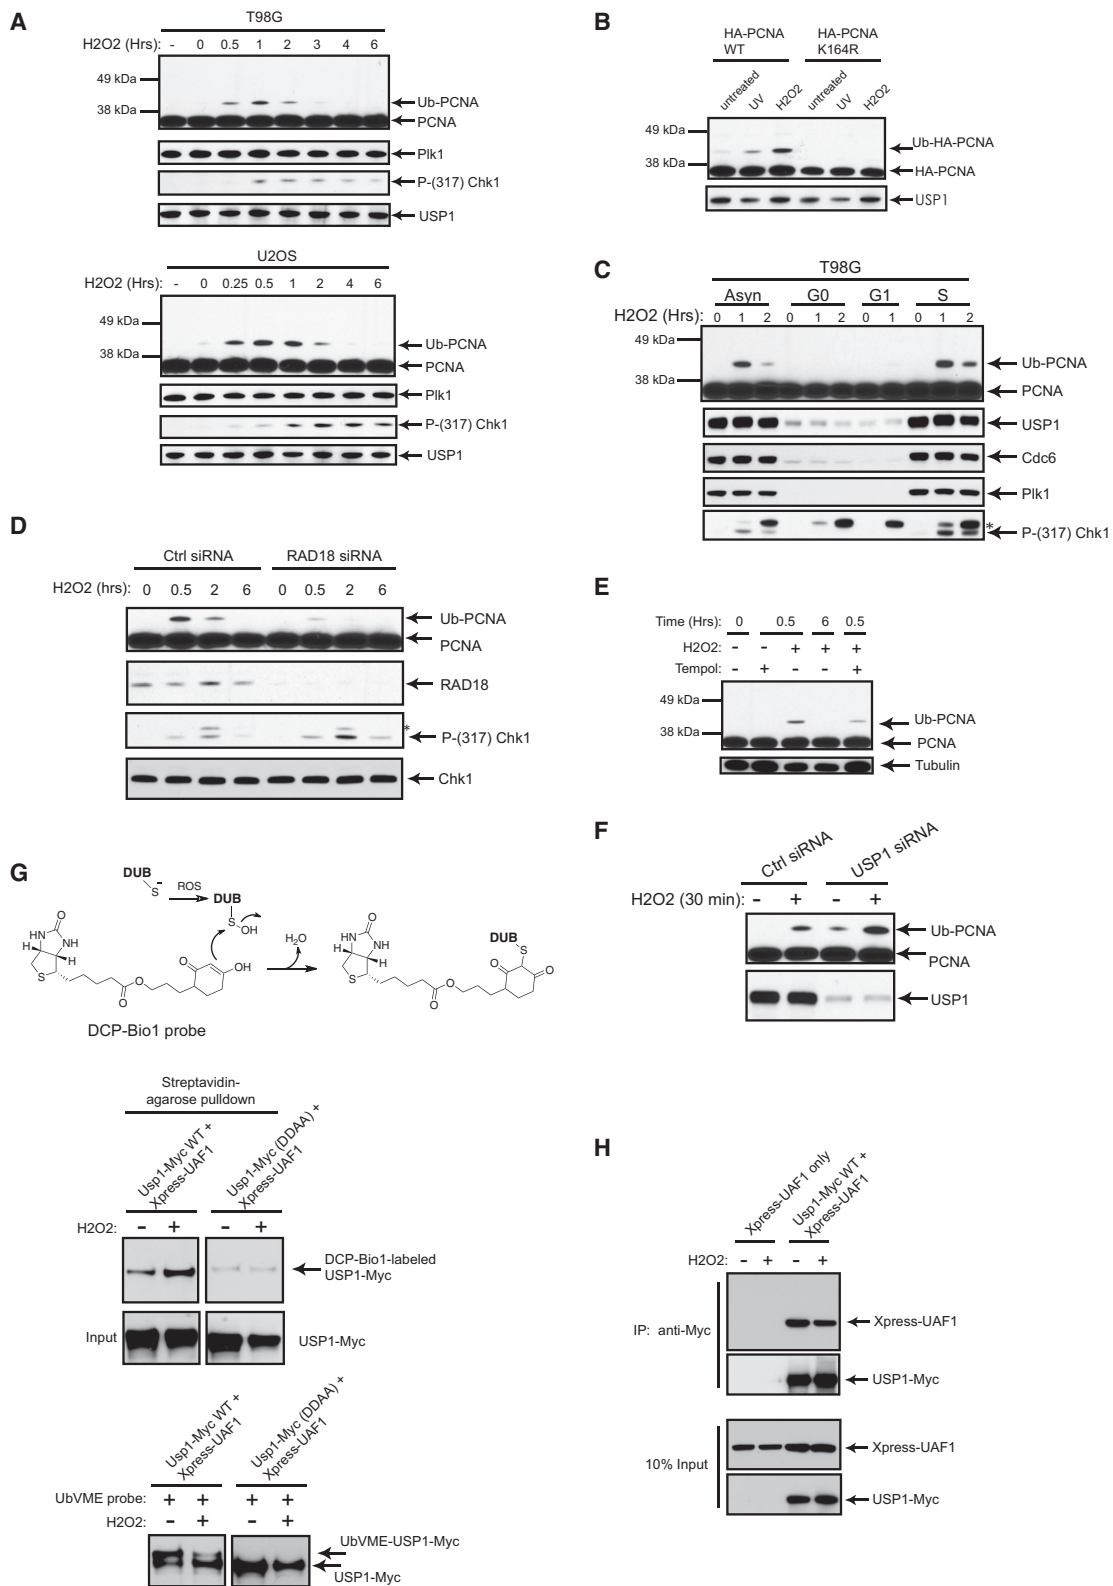 A
T98G
H2O2 (Hrs): - 0 0.5 1 2 3 4 6
49 kDa
38 kDa
Ub-PCNA
PCNA
Plk1
P-(317) Chk1
USP1
U2OS
H2O2 (Hrs): - 0 0.25 0.5 1 2 4 6
49 kDa
38 kDa
Ub-PCNA
PCNA
Plk1
P-(317) Chk1
USP1
B
HA-PCNA WT
HA-PCNA K164R
untreated UV H2O2 untreated UV H2O2
49 kDa
38 kDa
Ub-HA-PCNA
HA-PCNA
USP1
C
T98G
Asyn G0 G1 S
H2O2 (Hrs): 0 1 2 0 1 2 0 1 0 1 2
49 kDa
38 kDa
Ub-PCNA
PCNA
USP1
Cdc6
Plk1
*
P-(317) Chk1
D
Ctrl siRNA RAD18 siRNA
H2O2 (hrs): 0 0.5 2 6 0 0.5 2 6
Ub-PCNA
PCNA
RAD18
*
P-(317) Chk1
Chk1
E
Time (Hrs): 0 0.5 6 0.5
H2O2: - - + + +
Tempol: - + - - +
49 kDa
38 kDa
Ub-PCNA
PCNA
Tubulin
F
Ctrl siRNA USP1 siRNA
H2O2 (30 min): - + - +
Ub-PCNA
PCNA
USP1
G
DUB
S-
ROS
DUB
S
OH
O
HN NH
H H
S
O
O
O
OH
H2O
O
HN NH
H H
S
O
O
DUB
S
O
O
DCP-Bio1 probe
Streptavidin-
agarose pulldown
Usp1-Myc WT +
Xpress-UAF1
Usp1-Myc (DDAA) +
Xpress-UAF1
H2O2: - + - +
DCP-Bio1-labeled
USP1-Myc
Input
USP1-Myc
Usp1-Myc WT +
Xpress-UAF1
Usp1-Myc (DDAA) +
Xpress-UAF1
UbVME probe: + + + +
H2O2: - + - +
UbVME-USP1-Myc
USP1-Myc
H
Xpress-UAF1 only
Usp1-Myc WT +
Xpress-UAF1
H2O2: - + - +
IP: anti-Myc
Xpress-UAF1
USP1-Myc
10% Input
Xpress-UAF1
USP1-Myc